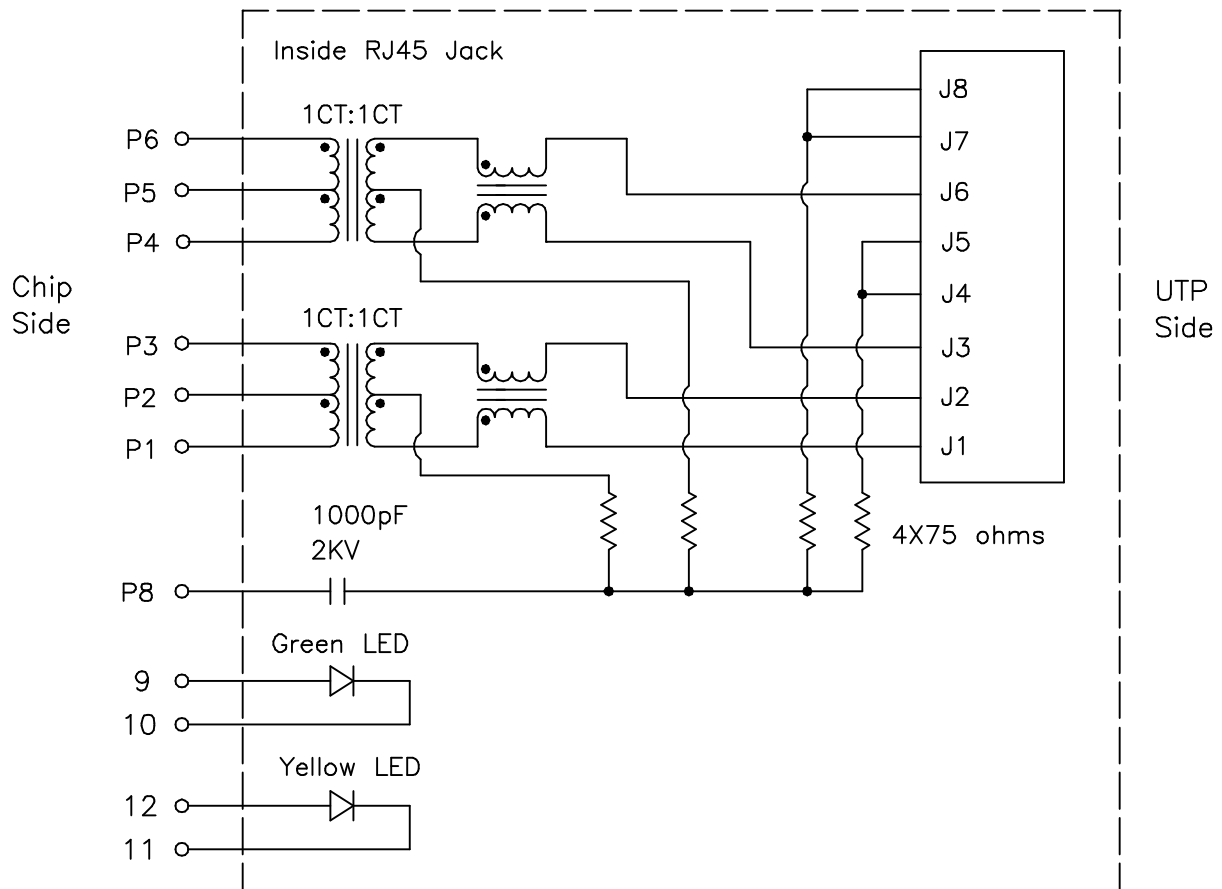 Inside RJ45 Jack
1CT:1CT
P6
P5
P4
J8
J7
J6
J5
J4
J3
J2
J1
Chip
Side
UTP
Side
1CT:1CT
P3
P2
P1
1000pF
2KV
4X75 ohms
P8
Green LED
9
10
Yellow LED
12
11